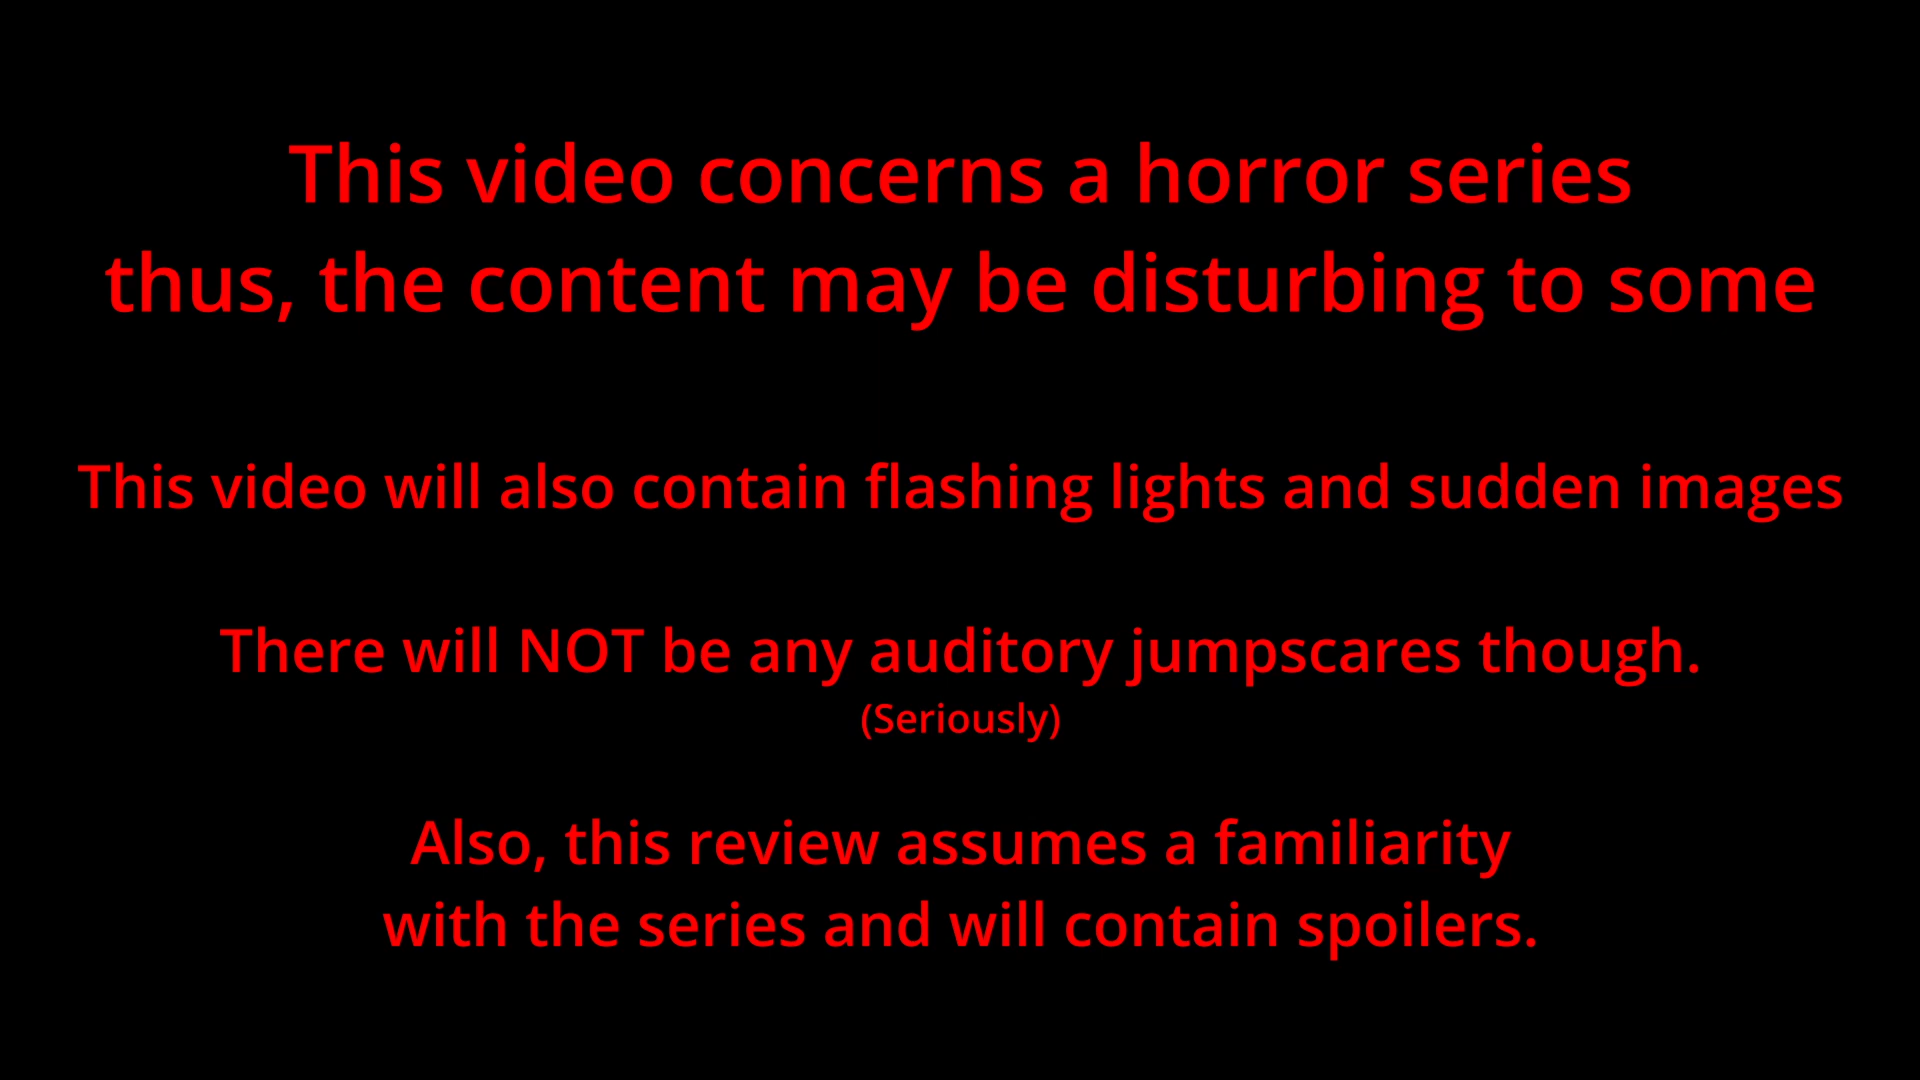 This video concerns a horror series
thus, the content may be disturbing to some
This video will also contain flashing lights and sudden images
There will NOT be any auditory jumpscares though.
(Seriously)
Also, this review assumes a familiarity
with the series and will contain spoilers.